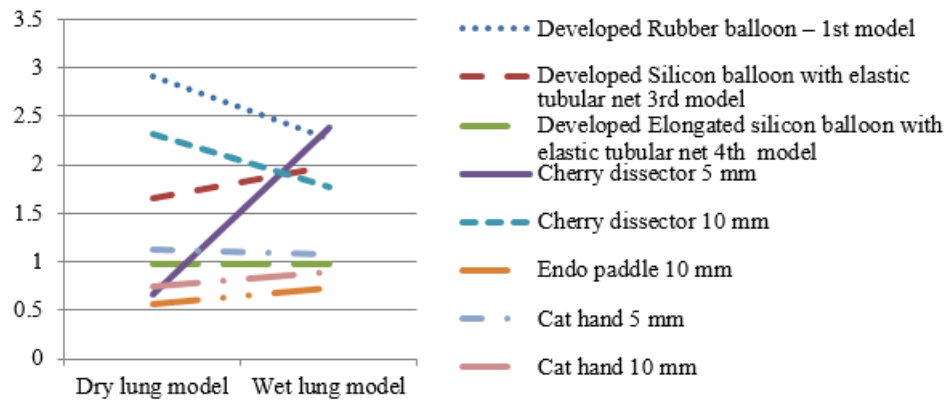 3.5
3
2.5
2
1.5
1
0.5
0
Dry lung model
Wet lung model
Developed Rubber balloon – 1st model
Developed Silicon balloon with elastic
tubular net 3rd model
Developed Elongated silicon balloon with
elastic tubular net 4th model
Cherry dissector 5 mm
Cherry dissector 10 mm
Endo paddle 10 mm
Cat hand 5 mm
Cat hand 10 mm